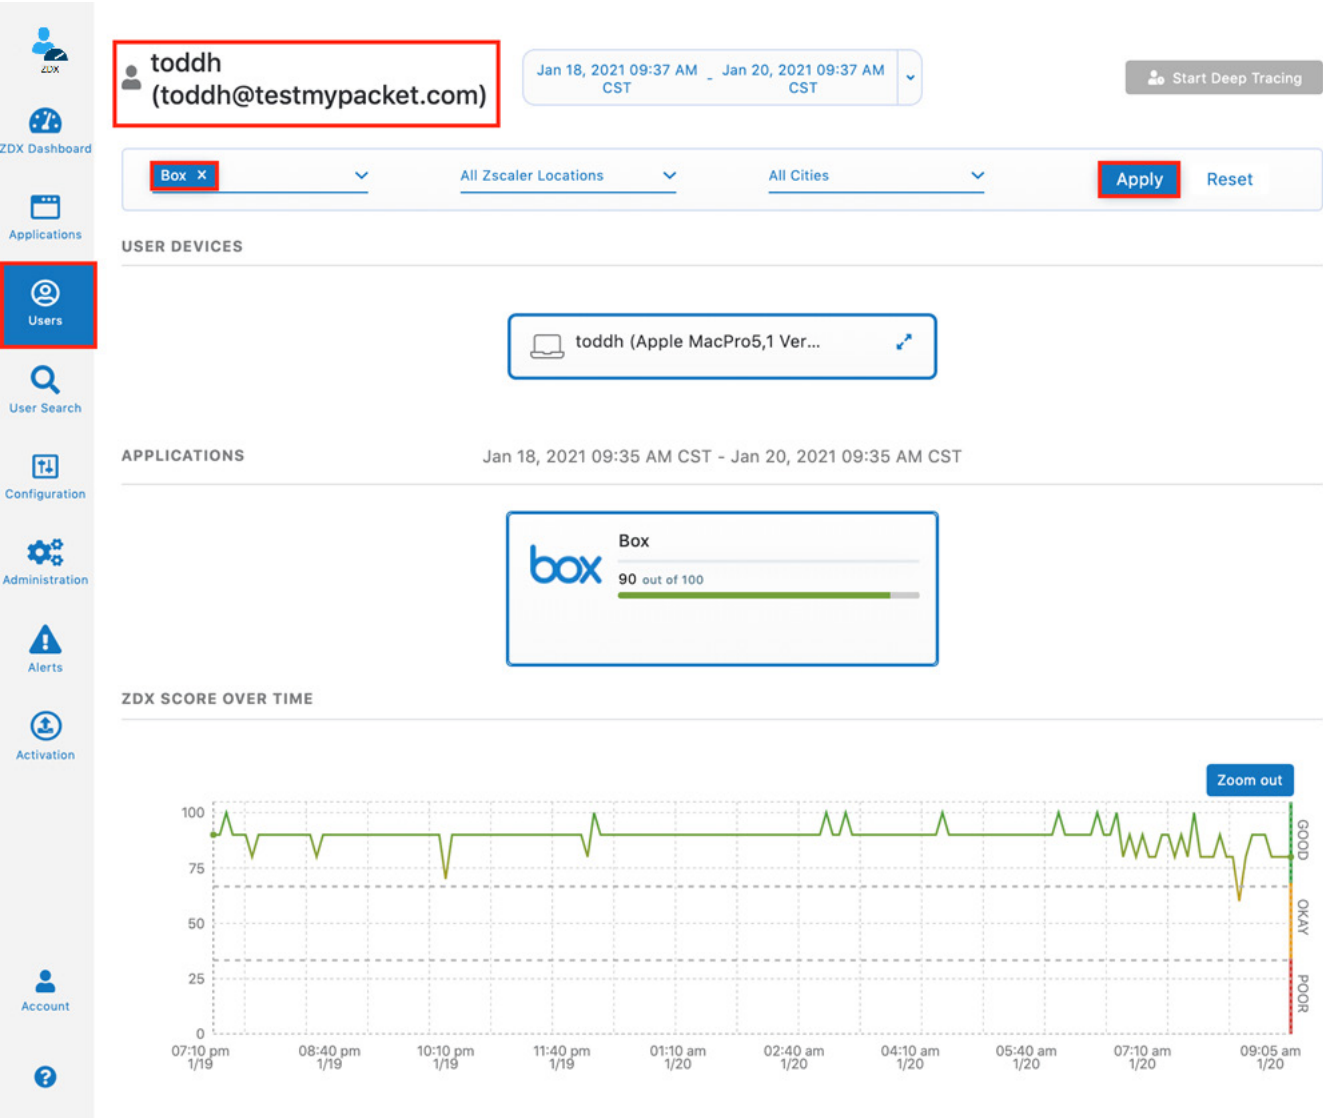 ZDX
ZDX Dashboard
Applications
Users
User Search
Configuration
Administration
Alerts
Activation
Account
?
toddh
(toddh@testmypacket.com)
Jan 18, 2021 09:37 AM CST - Jan 20, 2021 09:37 AM CST
Start Deep Tracing
Box ×
All Zscaler Locations
All Cities
Apply
Reset
USER DEVICES
toddh (Apple MacPro5,1 Ver...
APPLICATIONS
Jan 18, 2021 09:35 AM CST - Jan 20, 2021 09:35 AM CST
box
Box
90 out of 100
ZDX SCORE OVER TIME
Zoom out
100
75
50
25
0
GOOD
OKAY
POOR
07:10 pm 08:40 pm 10:10 pm 11:40 pm 01:10 am 02:40 am 04:10 am 05:40 am 07:10 am 09:05 am
1/19 1/19 1/19 1/19 1/20 1/20 1/20 1/20 1/20 1/20